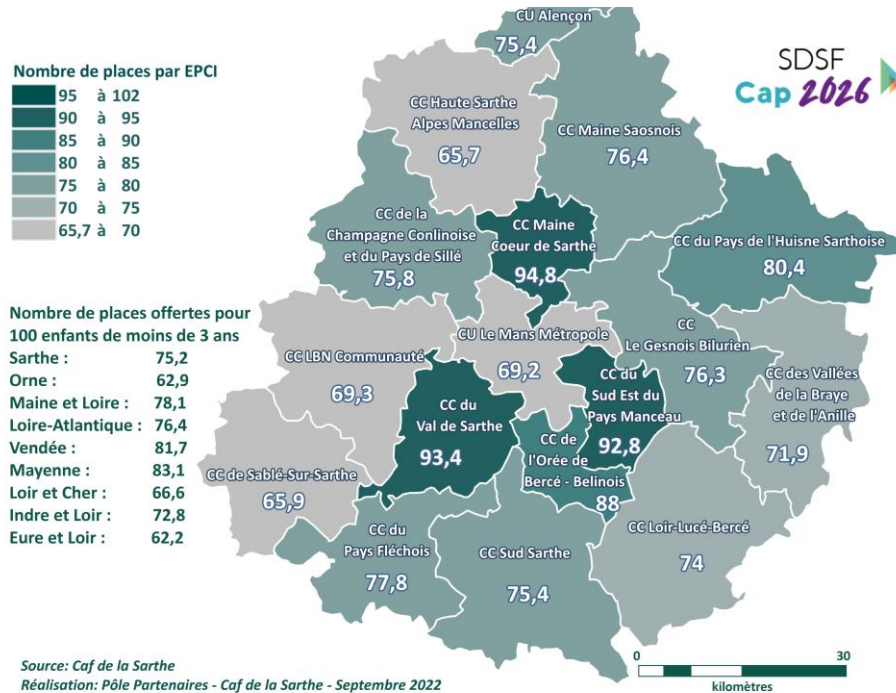 CU Alençon
75,4
SDSF
Cap 2026
Nombre de places par EPCI
95 à 102
90 à 95
85 à 90
80 à 85
75 à 80
70 à 75
65,7 à 70
CC Haute Sarthe
Alpes Mancelles
65,7
CC Maine Saosnois
76,4
CC de la
Champagne Conlinoise
et du Pays de Sillé
75,8
CC Maine
Coeur de Sarthe
94,8
CC du Pays de l'Huisne Sarthoise
80,4
Nombre de places offertes pour
100 enfants de moins de 3 ans
Sarthe : 75,2
Orne : 62,9
Maine et Loire : 78,1
Loire-Atlantique : 76,4
Vendée : 81,7
Mayenne : 83,1
Loir et Cher : 66,6
Indre et Loir : 72,8
Eure et Loir : 62,2
CC LBN Communauté
69,3
CU Le Mans Métropole
69,2
CC
Le Gesnois Bilurien
76,3
CC des Vallées
de la Braye
et de l'Anille
71,9
CC du
Val de Sarthe
93,4
CC du
Sud Est du
Pays Manceau
92,8
CC de
l'Orée de
Bercé - Belinois
88
CC de Sablé-Sur-Sarthe
65,9
CC du
Pays Fléchois
77,8
CC Sud Sarthe
75,4
CC Loir-Lucé-Bercé
74
0 30
kilomètres
Source: Caf de la Sarthe
Réalisation: Pôle Partenaires - Caf de la Sarthe - Septembre 2022